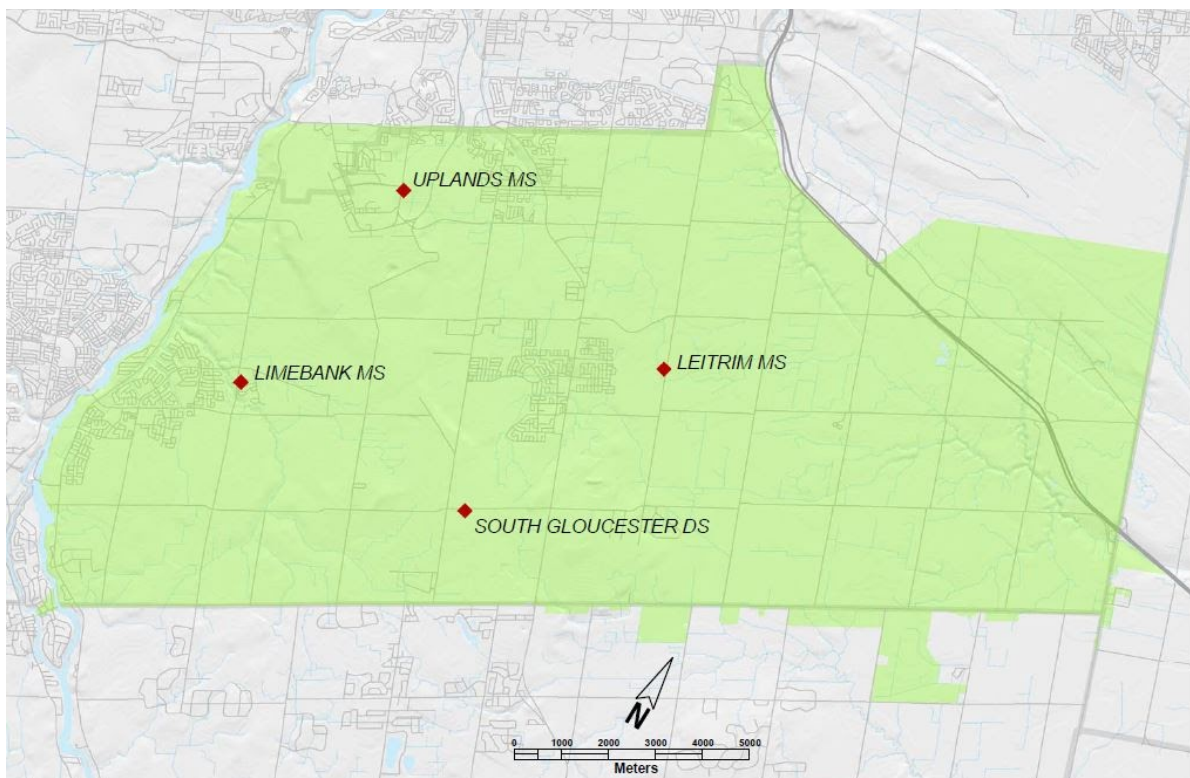 UPLANDS MS
LEITRIM MS
LIMEBANK MS
SOUTH GLOUCESTER DS
N
0 1000 2000 3000 4000 5000
Meters